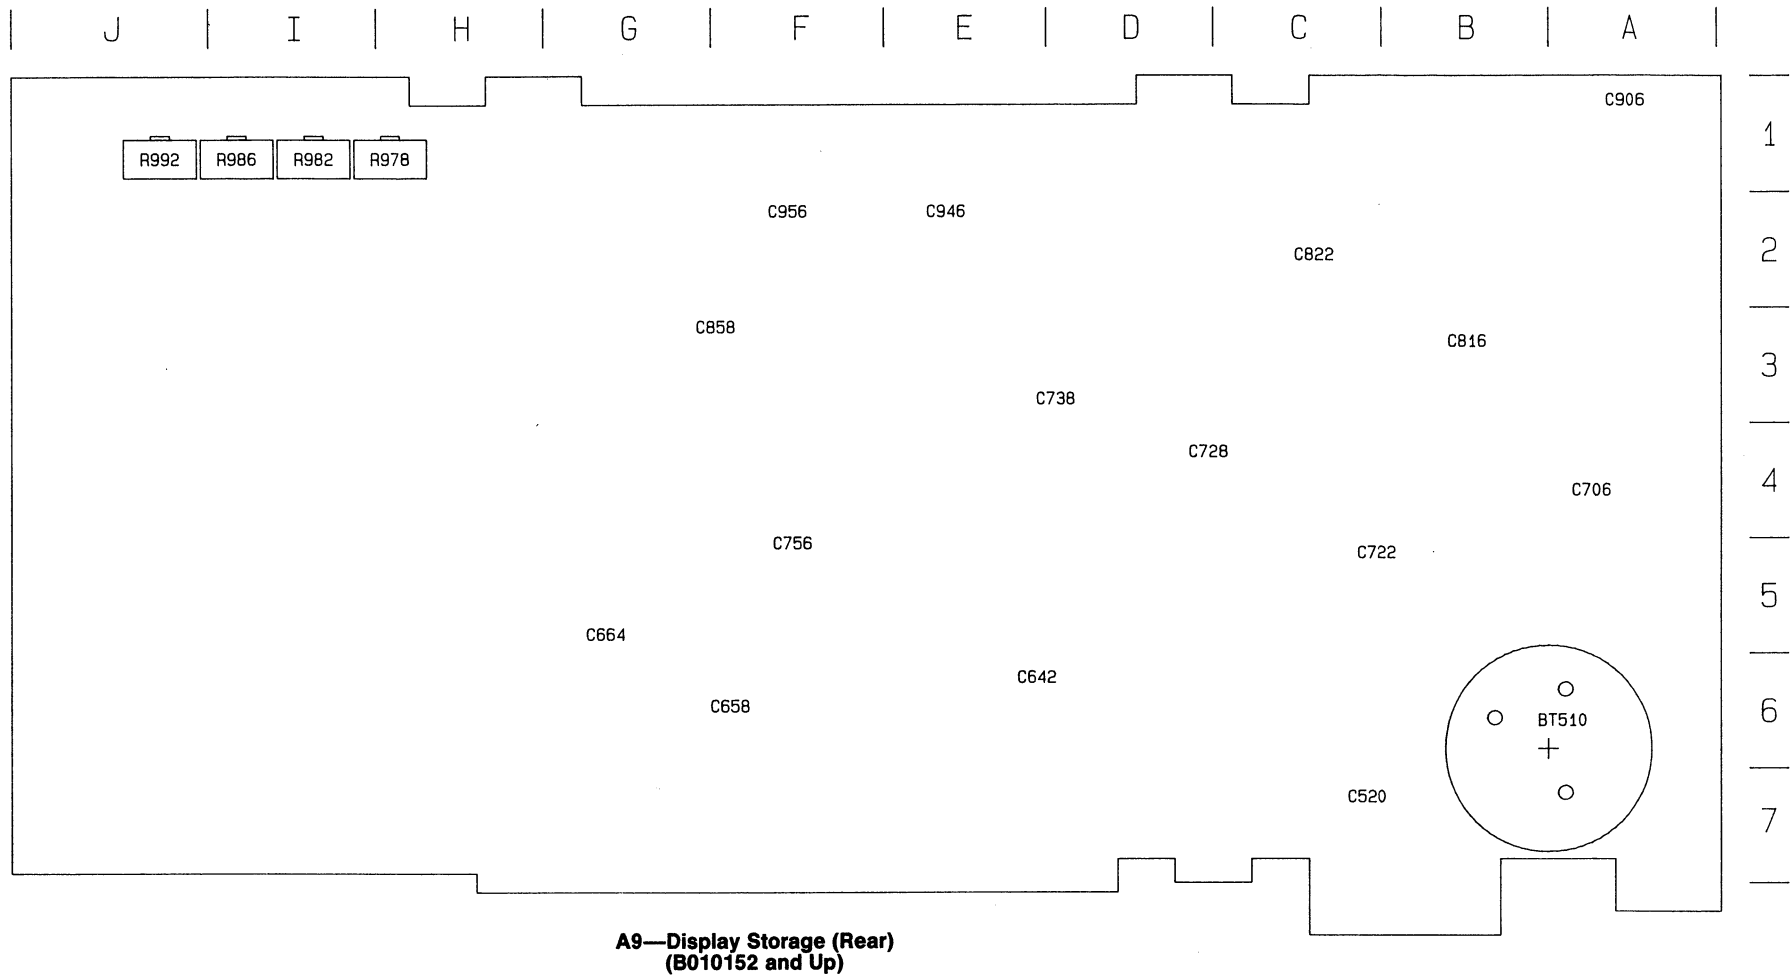 J I H G F E D C B A
C906
1
R992 R986 R982 R978
C956 C946
2
C822
C858
C816
3
C738
C728
4
C706
C756
C722
5
C664
C642
C658
6
BT510
C520
7
A9—Display Storage (Rear)
(B010152 and Up)